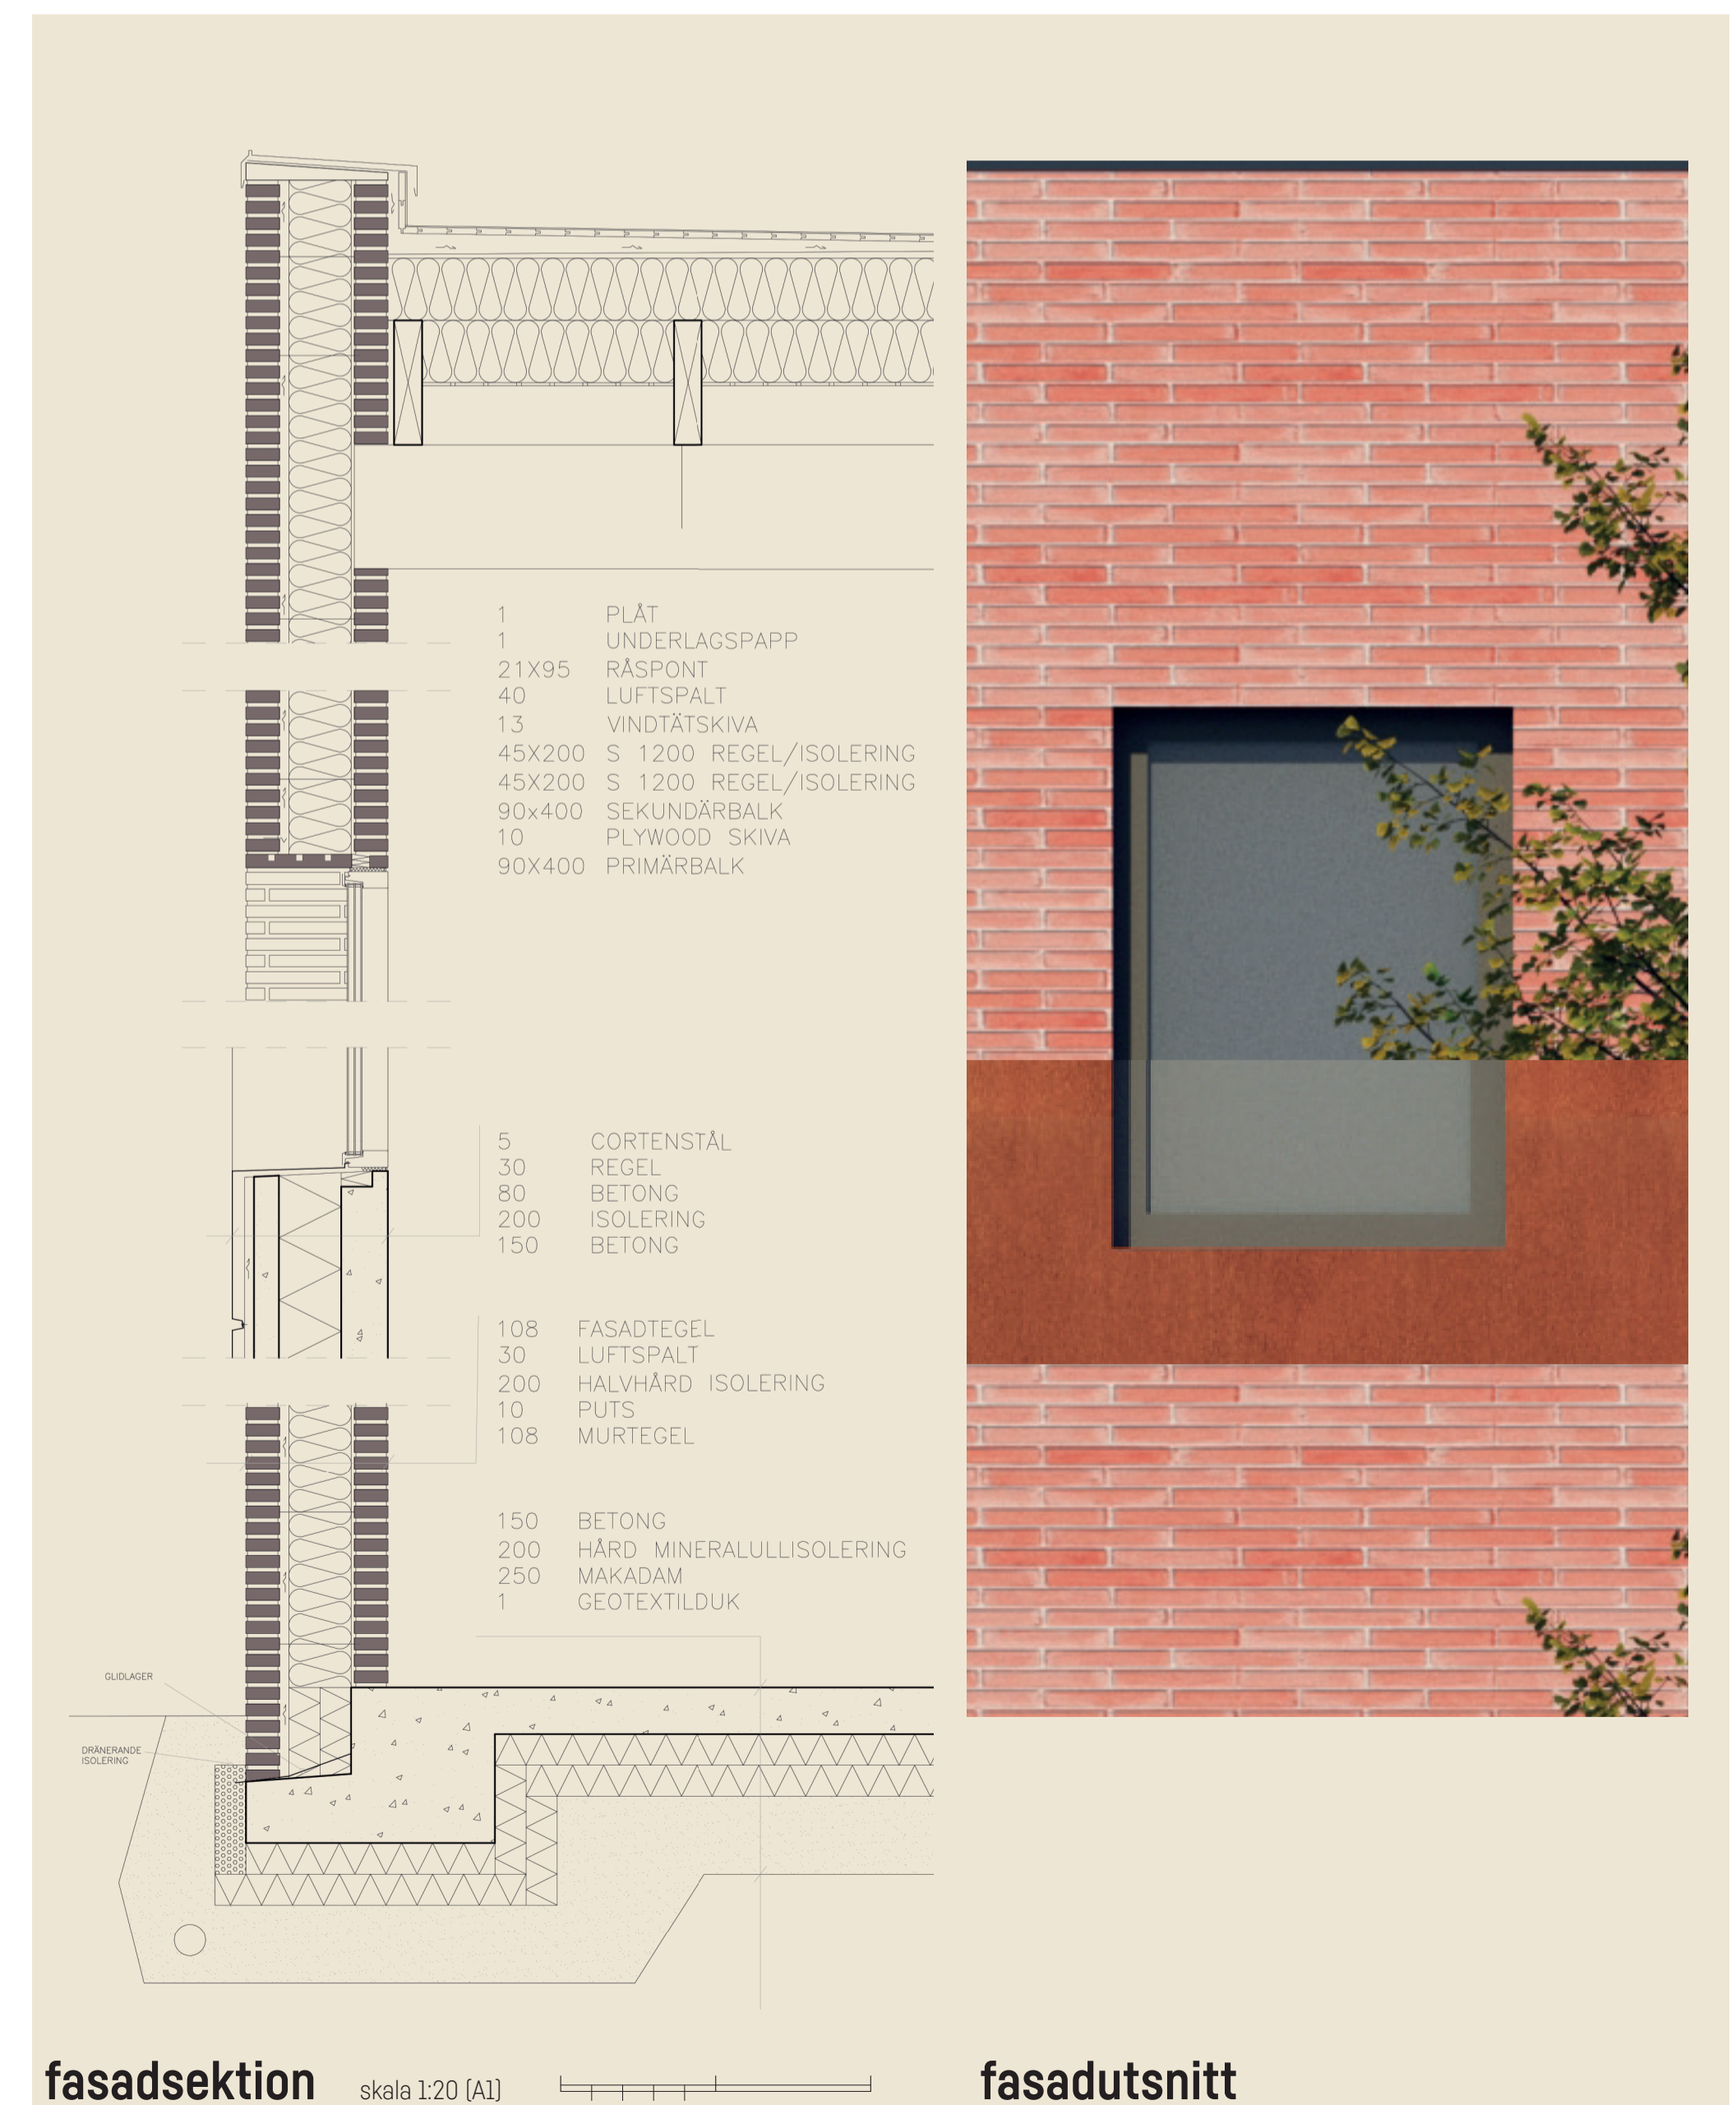 1 PLÅT
1 UNDERLAGSPAPP
21X95 RÅSPONT
40 LUFTSPALT
13 VINDTÄTSKIVA
45X200 S 1200 REGEL/ISOLERING
45X200 S 1200 REGEL/ISOLERING
90x400 SEKUNDÄRBALK
10 PLYWOOD SKIVA
90X400 PRIMÄRBALK
5 CORTENSTÅL
30 REGEL
80 BETONG
200 ISOLERING
150 BETONG
108 FASADTEGEL
30 LUFTSPALT
200 HALVHÅRD ISOLERING
10 PUTS
108 MURTEGEL
150 BETONG
200 HÅRD MINERALULLISOLERING
250 MAKADAM
1 GEOTEXTILDUK
GLIDLAGER
DRÄNERANDE
ISOLERING
fasadsektion skala 1:20 (A1)
fasadutsnitt